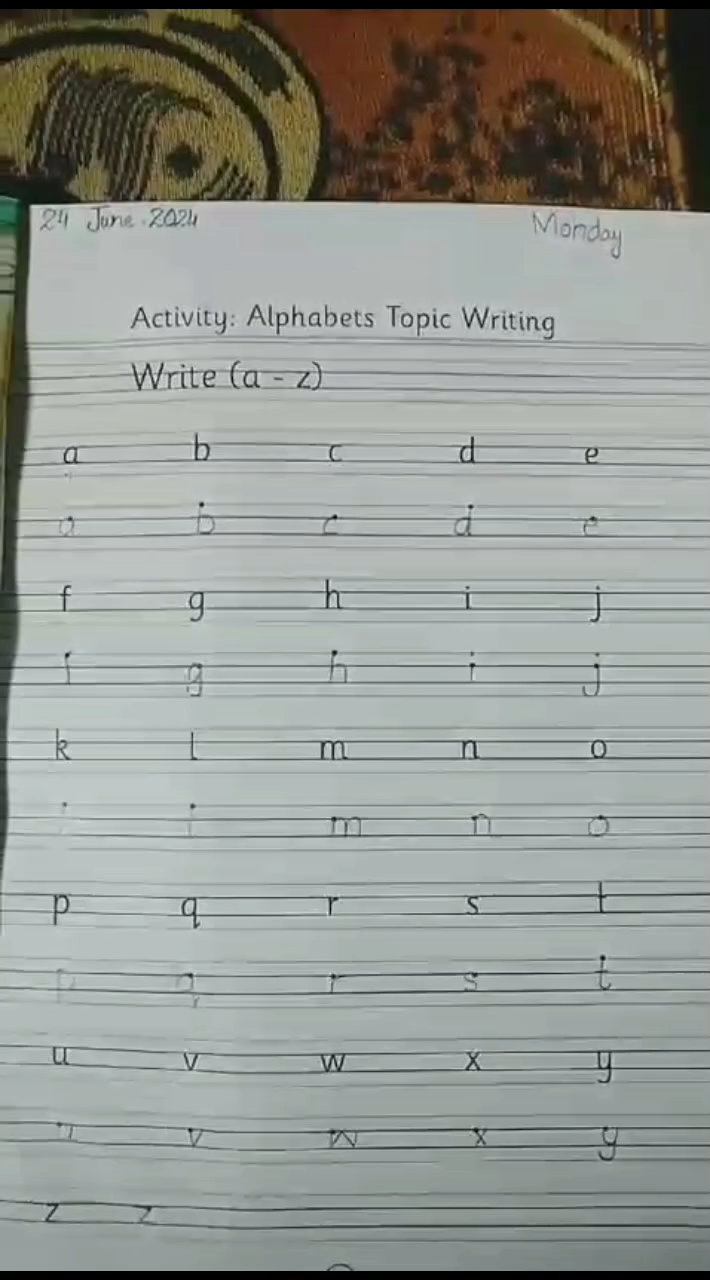 24 June 2024 Monday
Activity: Alphabets Topic Writing
Write (a - z)
a b c d e
a b c d e
f g h i j
f g h i j
k l m n o
m n o
p q r s t
p q r s t
u v w x y
v w x y
z z